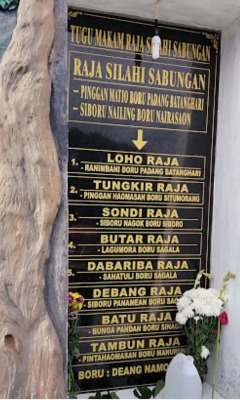 TUGU MAKAM RAJA SILAHI SABUNGAN
RAJA SILAHI SABUNGAN
- PINGGAN MATIO BORU PADANG BATANGHARI
- SIBORU NAILING BORU NAIRASAON
1. LOHO RAJA
- RANIMBANI BORU PADANG BATANGHARI
2. TUNGKIR RAJA
- PINGGAN HAOMASAN BORU SITUMORANG
3. SONDI RAJA
- SIBORU NAGOK BORU SIBORO
4. BUTAR RAJA
- LAGUMORA BORU SAGALA
5. DABARIBA RAJA
- SAHATULI BORU SAGALA
DEBANG RAJA
- SIBORU PANAMEAN BORU
BATU RAJA
- BUNGA PANDAN BORU
TAMBUN RAJA
- PINTAHAOMASAN BORU
BORU : DEANG